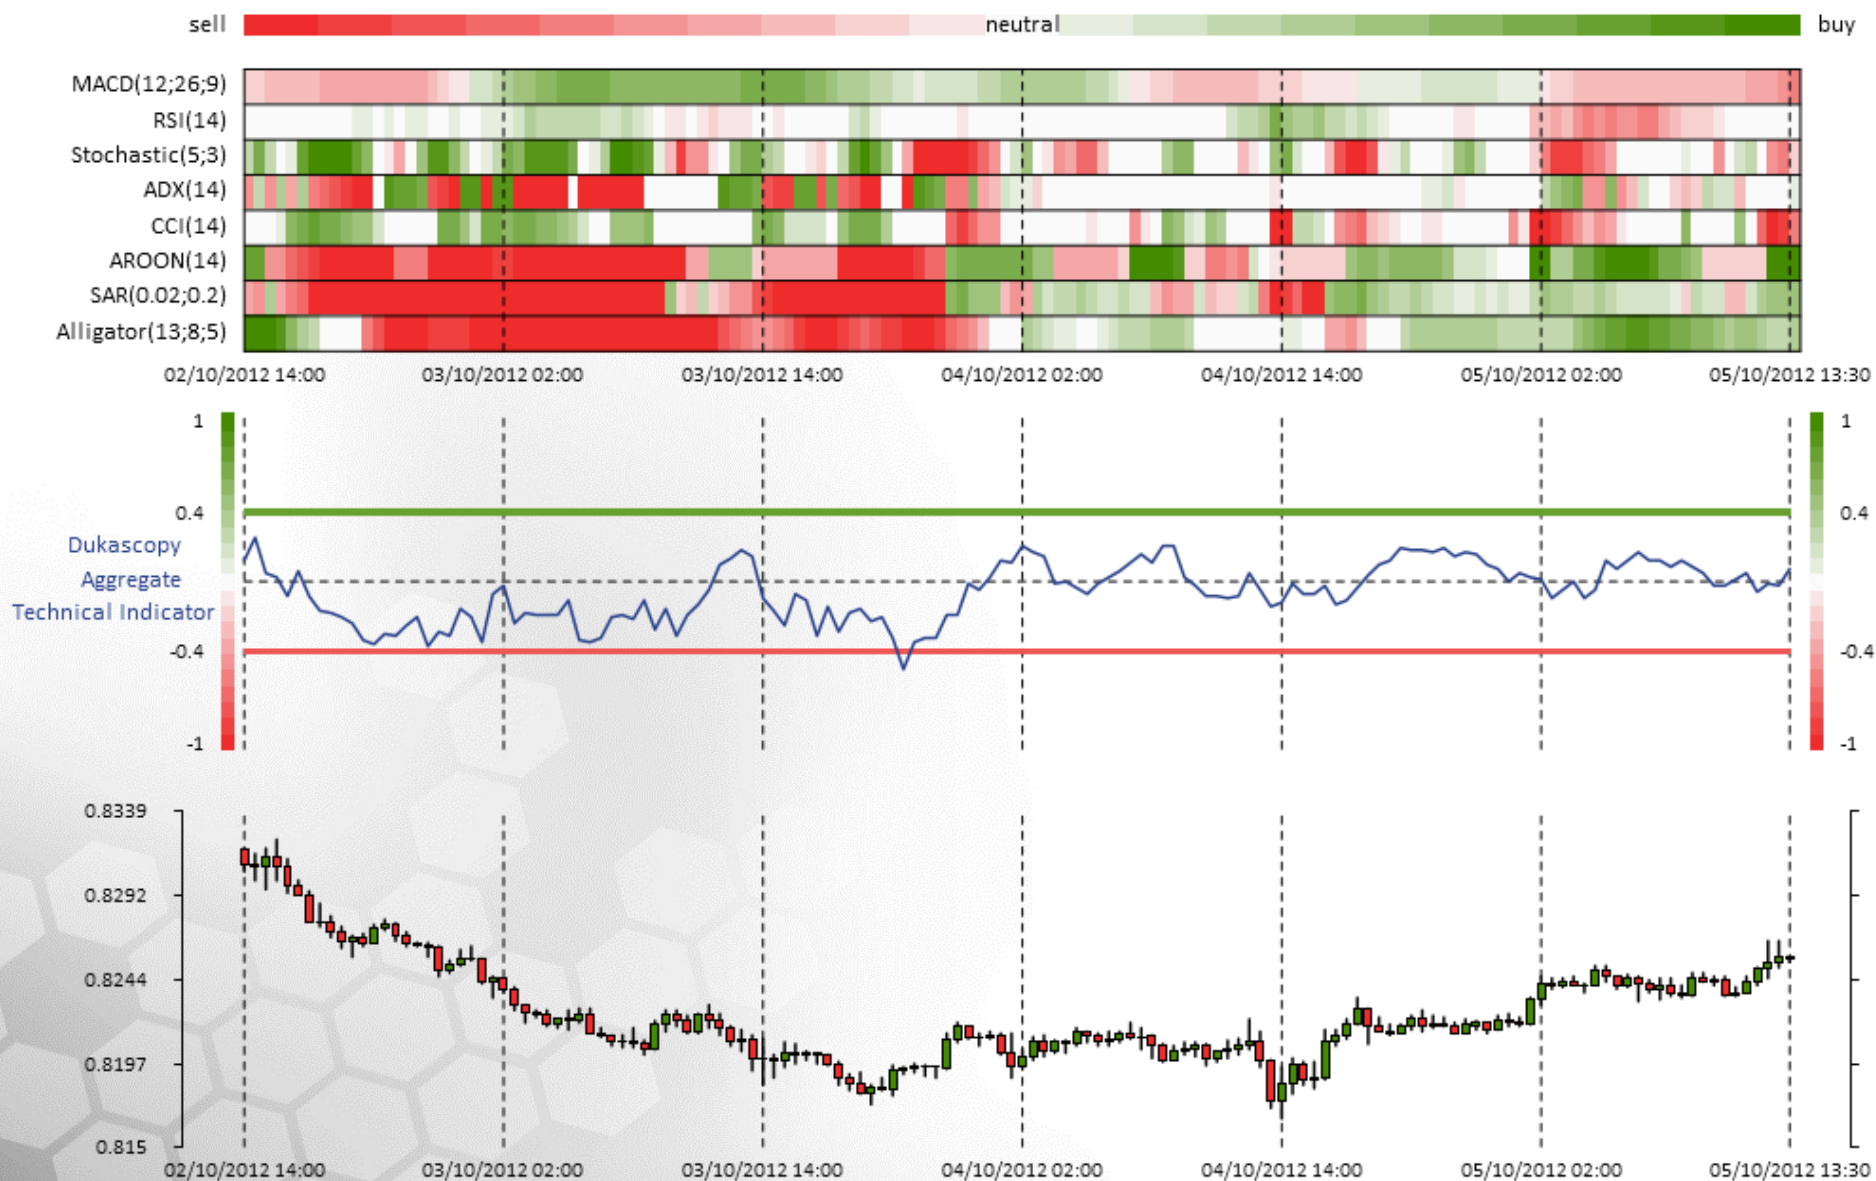 sell neutral buy
MACD(12;26;9)
RSI(14)
Stochastic(5;3)
ADX(14)
CCI(14)
AROON(14)
SAR(0.02;0.2)
Alligator(13;8;5)
02/10/2012 14:00 03/10/2012 02:00 03/10/2012 14:00 04/10/2012 02:00 04/10/2012 14:00 05/10/2012 02:00 05/10/2012 13:30
1 1
0.4 0.4
Dukascopy
Aggregate
Technical Indicator
-0.4 -0.4
-1 -1
0.8339
0.8292
0.8244
0.8197
0.815
02/10/2012 14:00 03/10/2012 02:00 03/10/2012 14:00 04/10/2012 02:00 04/10/2012 14:00 05/10/2012 02:00 05/10/2012 13:30